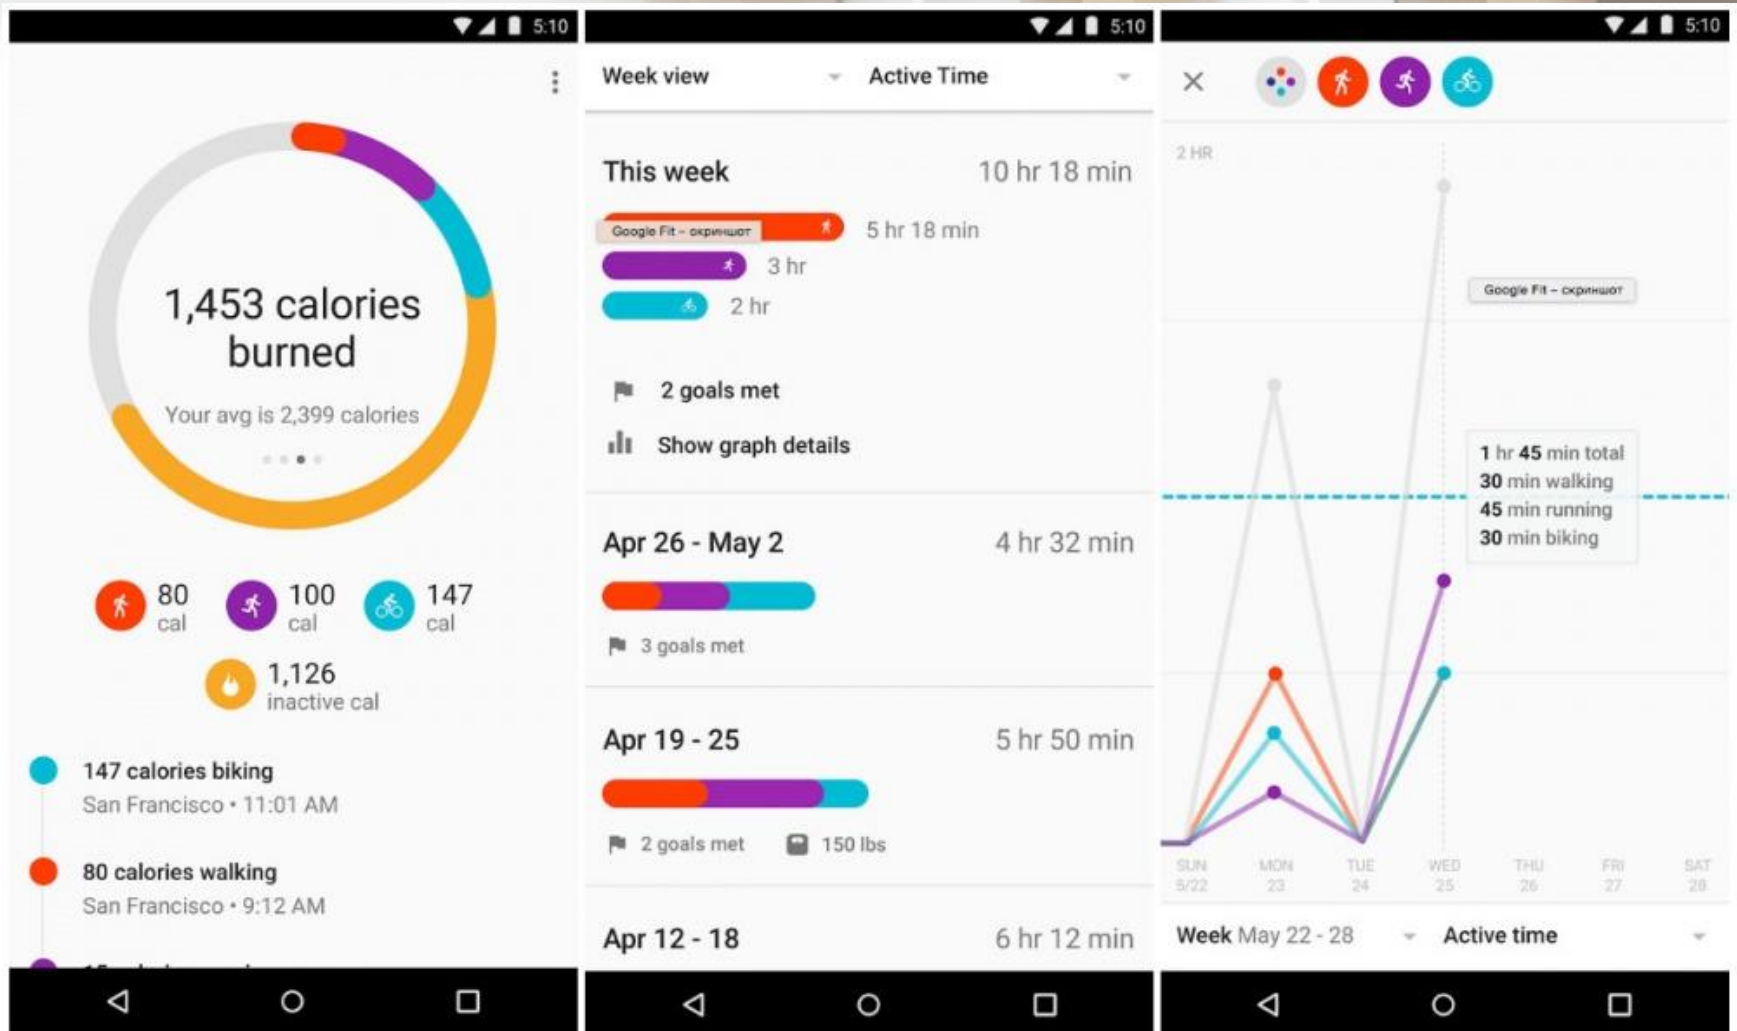 5:10
1,453 calories
burned
Your avg is 2,399 calories
80
cal
100
cal
147
cal
1,126
inactive cal
147 calories biking
San Francisco • 11:01 AM
80 calories walking
San Francisco • 9:12 AM
5:10
Week view
Active Time
This week
10 hr 18 min
Google Fit – скриншот
5 hr 18 min
3 hr
2 hr
2 goals met
Show graph details
Apr 26 - May 2
4 hr 32 min
3 goals met
Apr 19 - 25
5 hr 50 min
2 goals met
150 lbs
Apr 12 - 18
6 hr 12 min
5:10
2 HR
Google Fit – скриншот
1 hr 45 min total
30 min walking
45 min running
30 min biking
SUN MON TUE WED THU FRI SAT
5/22 23 24 25 26 27 28
Week May 22 - 28
Active time